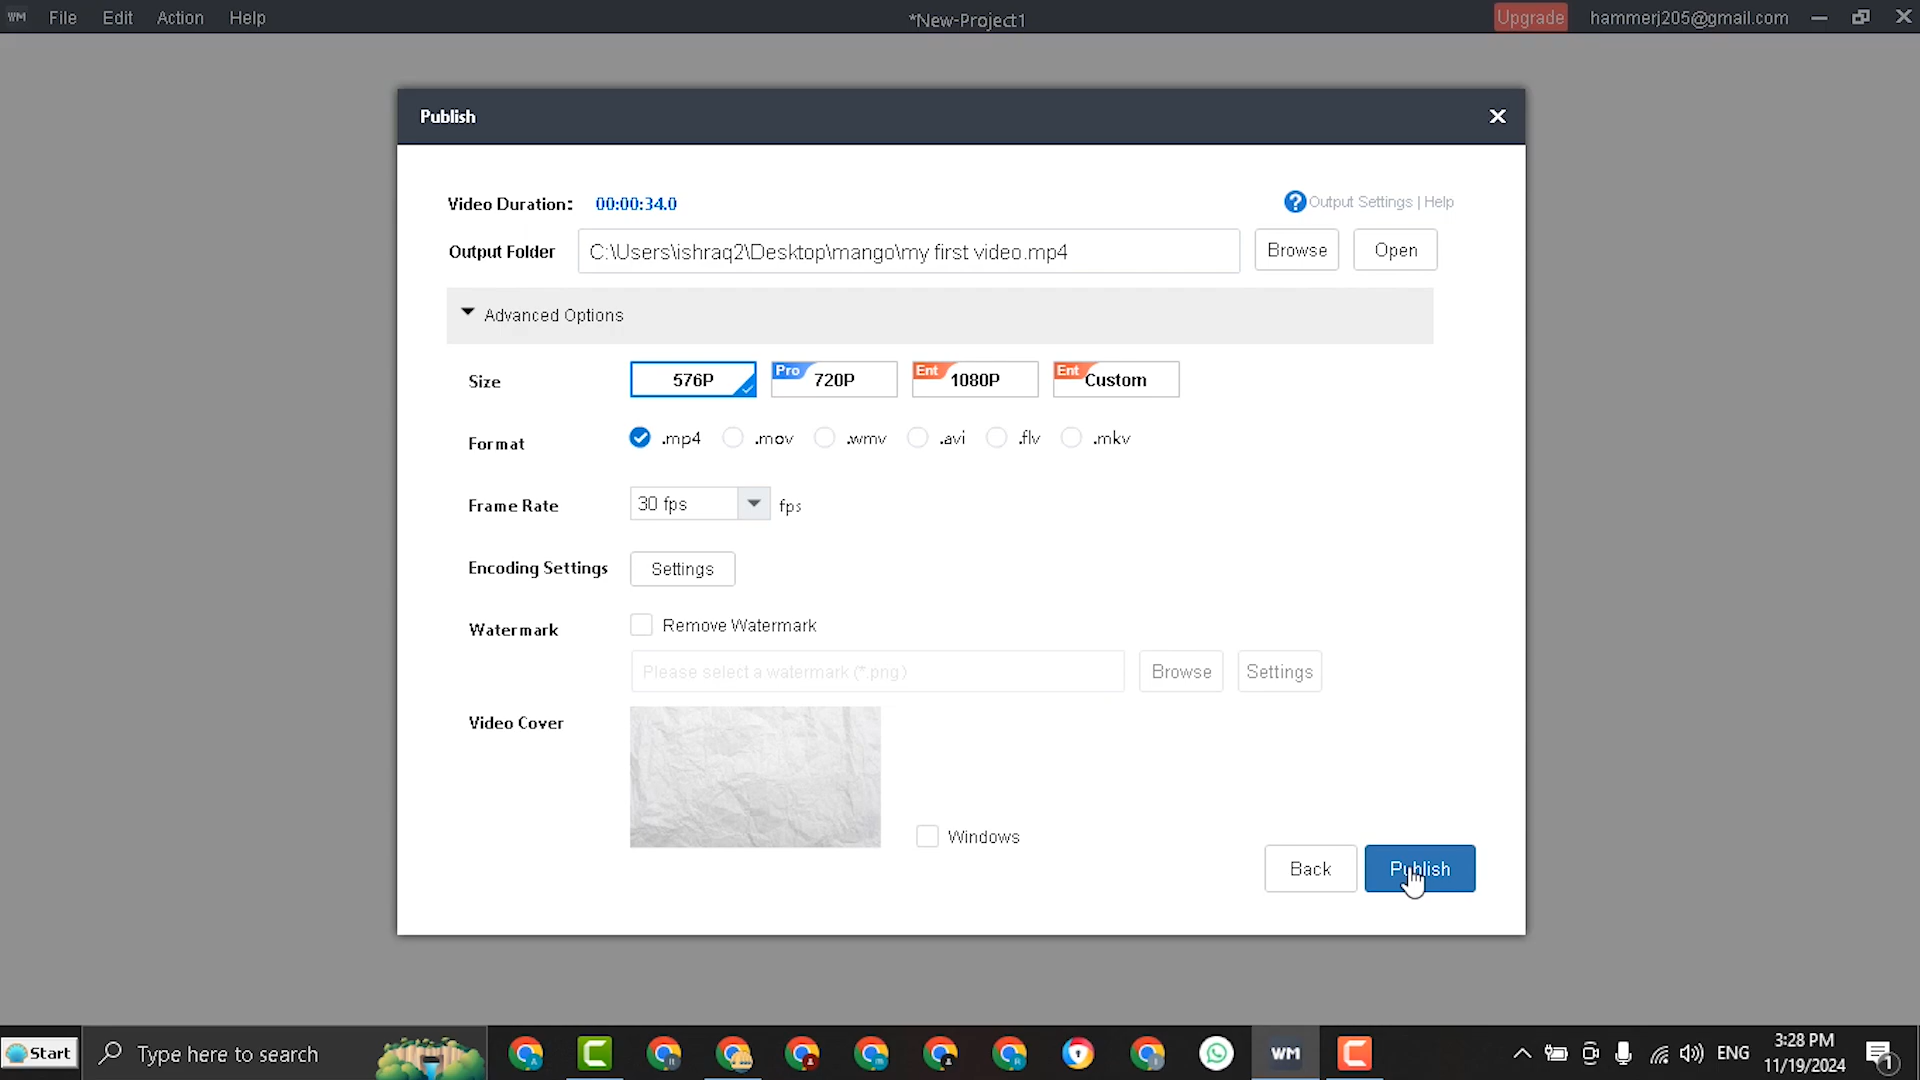 WM File Edit Action Help *New-Project1 Upgrade hammerj205@gmail.com
Publish
Video Duration: 00:00:34.0 ? Output Settings | Help
Output Folder C:\Users\ishraq2\Desktop\mango\my first video.mp4 Browse Open
Advanced Options
Size 576P Pro 720P Ent 1080P Ent Custom
Format .mp4 .mov .wmv .avi .flv .mkv
Frame Rate 30 fps fps
Encoding Settings Settings
Watermark Remove Watermark
Please select a watermark (*.png) Browse Settings
Video Cover
Windows
Back Publish
Start Type here to search WM ENG 3:28 PM
11/19/2024 1